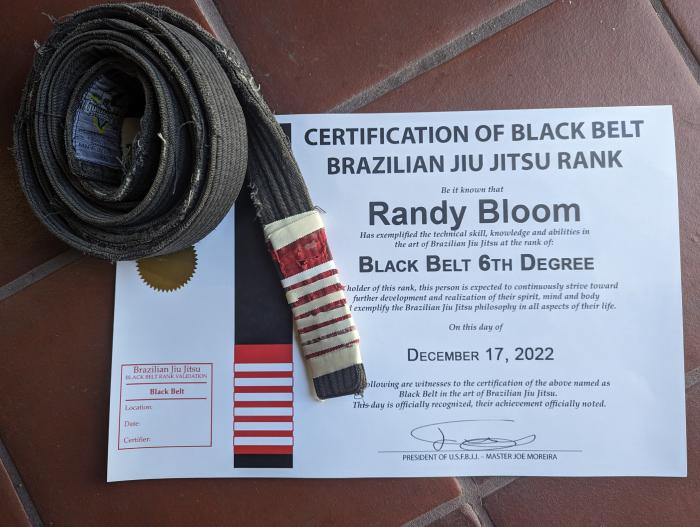 CERTIFICATION OF BLACK BELT
BRAZILIAN JIU JITSU RANK
Be it known that
Randy Bloom
Has exemplified the technical skill, knowledge and abilities in
the art of Brazilian Jiu Jitsu at the rank of:
BLACK BELT 6TH DEGREE
holder of this rank, this person is expected to continuously strive toward
further development and realization of their spirit, mind and body
exemplify the Brazilian Jiu Jitsu philosophy in all aspects of their life.
On this day of
DECEMBER 17, 2022
ollowing are witnesses to the certification of the above named as
Black Belt in the art of Brazilian Jiu Jitsu.
This day is officially recognized, their achievement officially noted.
PRESIDENT OF U.S.F.B.J.J. – MASTER JOE MOREIRA
Brazilian Jiu Jitsu
BLACK BELT RANK VALIDATION
Black Belt
Location:
Date:
Certifier: